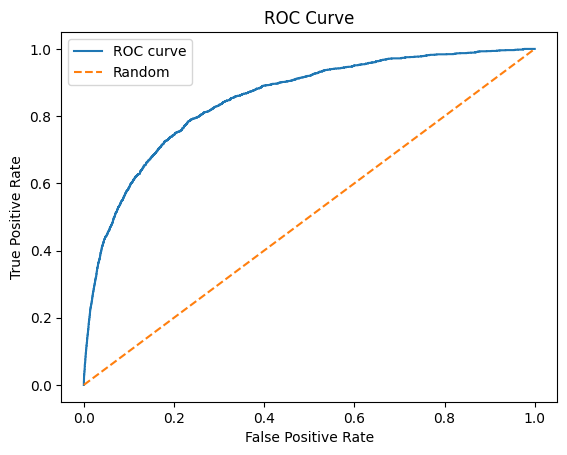 ROC Curve
ROC curve
Random
True Positive Rate
1.0
0.8
0.6
0.4
0.2
0.0
0.0 0.2 0.4 0.6 0.8 1.0
False Positive Rate